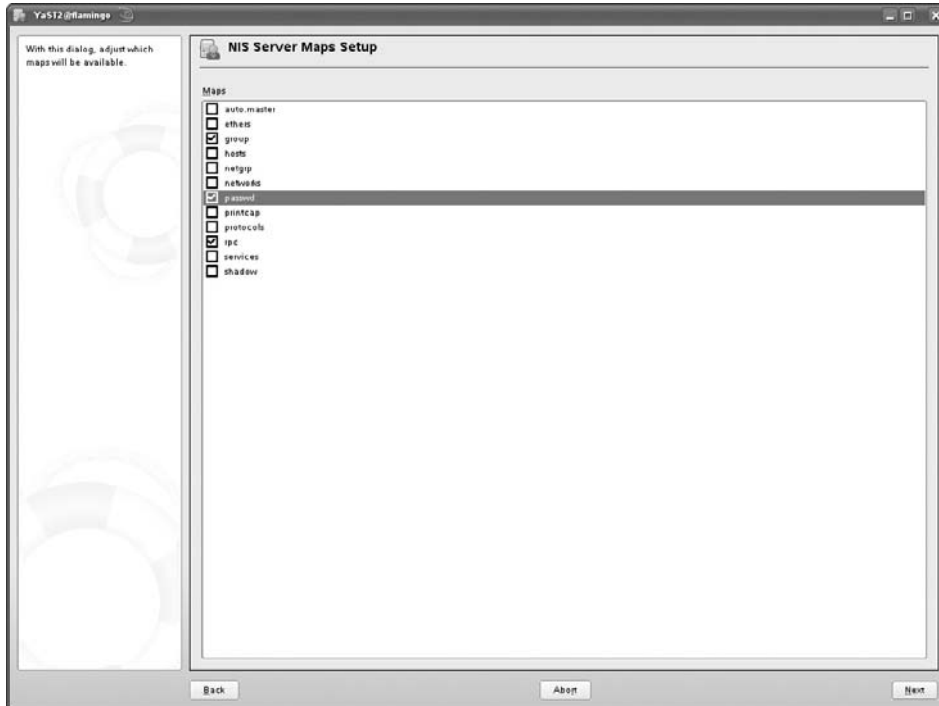 YaST2@flamingo
With this dialog, adjust which
maps will be available.
NIS Server Maps Setup
Maps
auto.master
ethers
group
hosts
netgrp
networks
passwd
printcap
protocols
rpc
services
shadow
Back
Abort
Next